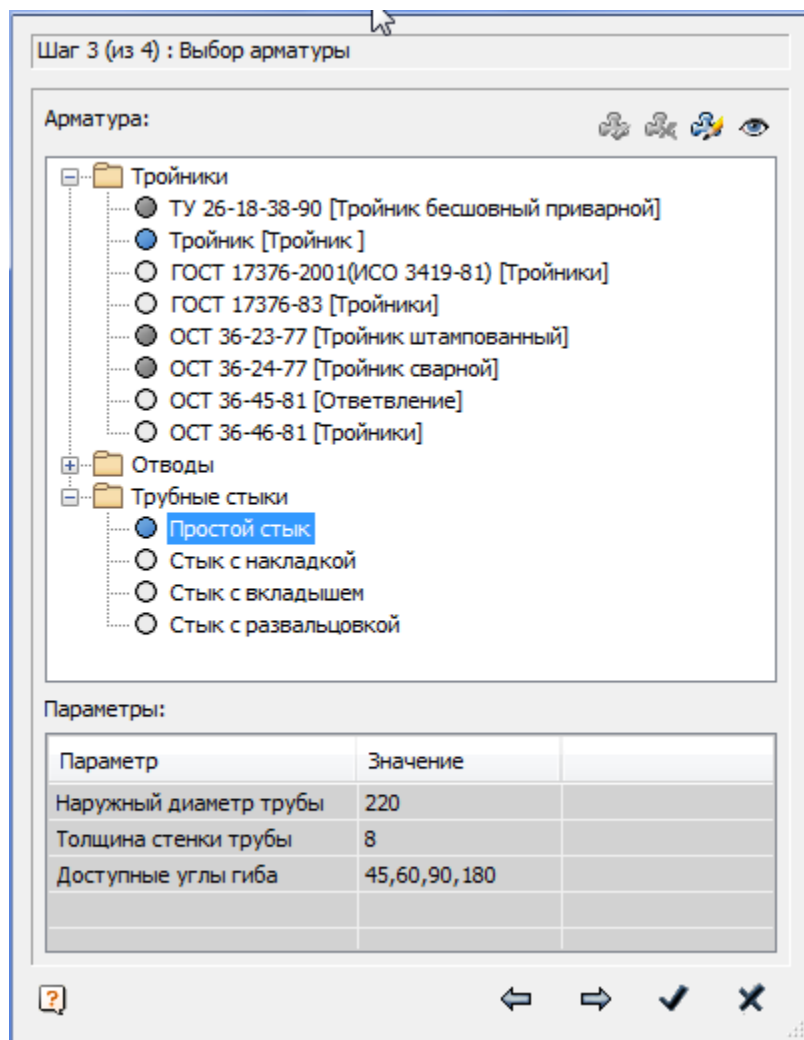 Шаг 3 (из 4) : Выбор арматуры
Арматура:
Тройники
ТУ 26-18-38-90 [Тройник бесшовный приварной]
Тройник [Тройник ]
ГОСТ 17376-2001(ИСО 3419-81) [Тройники]
ГОСТ 17376-83 [Тройники]
ОСТ 36-23-77 [Тройник штампованный]
ОСТ 36-24-77 [Тройник сварной]
ОСТ 36-45-81 [Ответвление]
ОСТ 36-46-81 [Тройники]
Отводы
Трубные стыки
Простой стык
Стык с накладкой
Стык с вкладышем
Стык с развальцовкой
Параметры:
Параметр Значение
Наружный диаметр трубы 220
Толщина стенки трубы 8
Доступные углы гиба 45,60,90,180